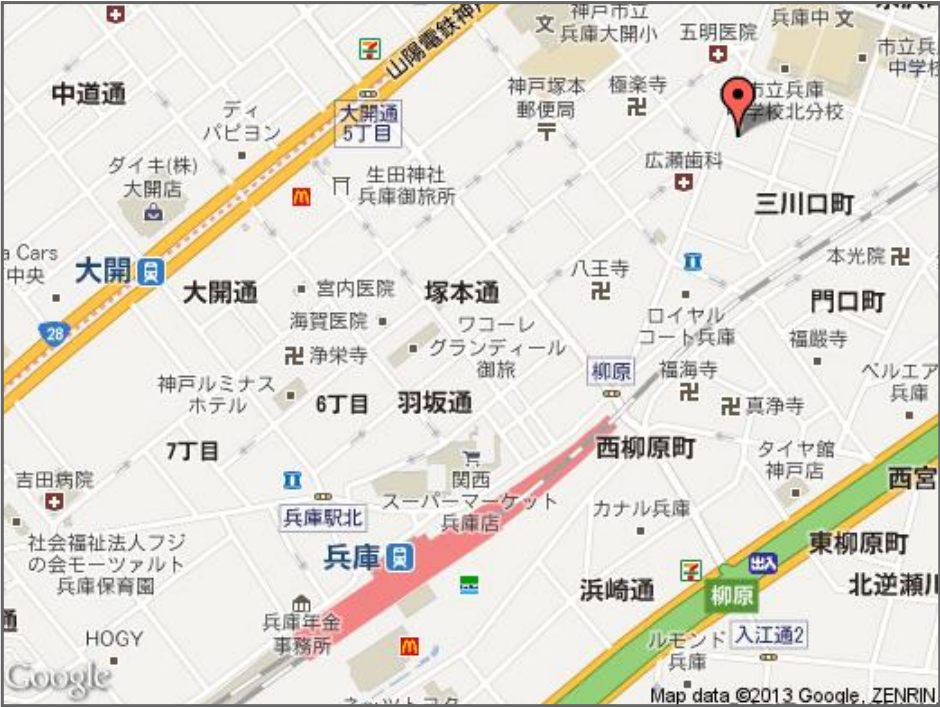 神戸市立
兵庫大開小
五明医院
兵庫中
市立兵
中学校
山陽電鉄神戸
中道通
ディ
パピヨン
大開通
5丁目
神戸塚本
郵便局
極楽寺
市立兵庫
中学校北分校
ダイキ(株)
大開店
生田神社
兵庫御旅所
広瀬歯科
三川口町
a Cars
中央
大開
大開通
宮内医院
塚本通
八王寺
本光院
門口町
28
海賀医院
ワコーレ
グランディール
御旅
ロイヤル
コート兵庫
福厳寺
浄栄寺
神戸ルミナス
ホテル
6丁目
羽坂通
柳原
福海寺
真浄寺
ベルエア
兵庫
7丁目
西柳原町
タイヤ館
神戸店
西宮
吉田病院
関西
スーパーマーケット
兵庫店
カナル兵庫
兵庫駅北
社会福祉法人フジ
の会モーツァルト
兵庫保育園
兵庫
東柳原町
出入
浜崎通
柳原
北逆瀬川
通
兵庫年金
事務所
HOGY
ルモンド
兵庫
入江通2
Google
ネッツトヨタ
Map data ©2013 Google, ZENRIN